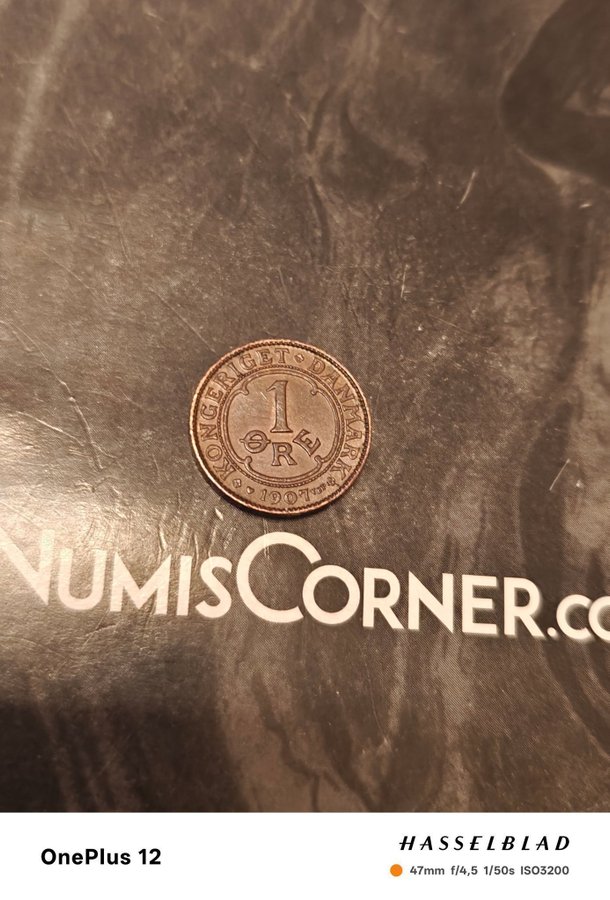 KONGERIGET DANMARK
1
ØRE
1907
NUMISCORNER.CO
OnePlus 12
HASSELBLAD
47mm f/4,5 1/50s ISO3200